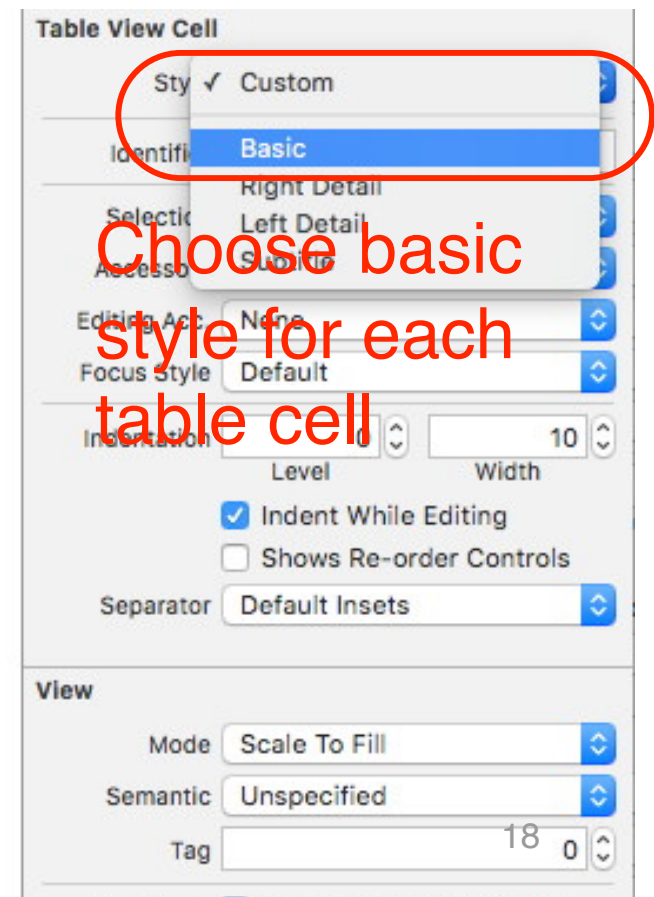 Table View Cell
Sty ✓ Custom
Identifi Basic
Right Detail
Selectio Left Detail
Accesso Subtitle
Choose basic
Editing Acc. None
style for each
Focus Style Default
table cell
Indentation 0 10
Level Width
Indent While Editing
Shows Re-order Controls
Separator Default Insets
View
Mode Scale To Fill
Semantic Unspecified
18
Tag 0